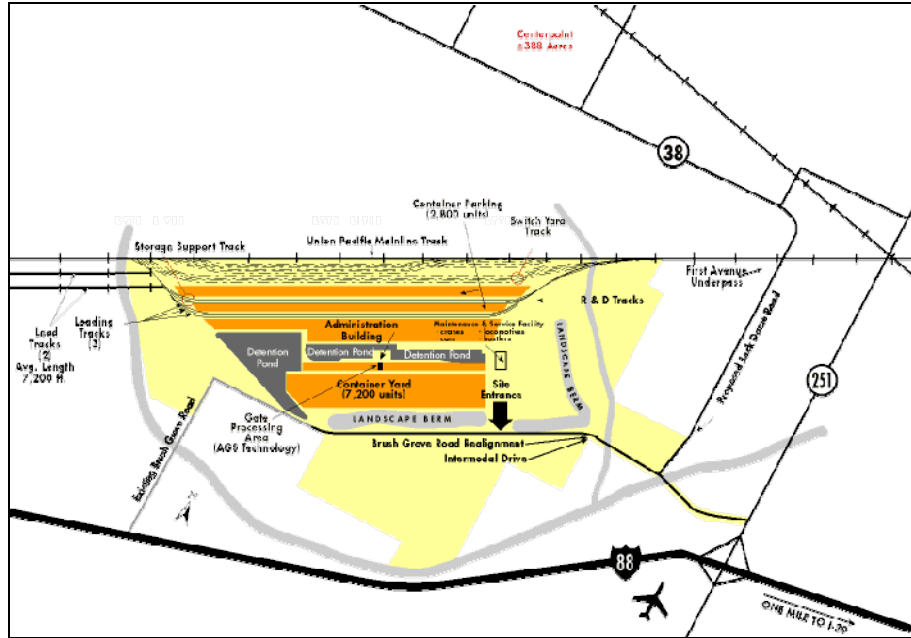 Centerpoint
±388 Acres
38
Container Parking
(2,800 units)
Switch Yard
Track
Storage Support Track
Union Pacific Mainline Track
First Avenue
Underpass
R & D Tracks
Lead
Tracks
(2)
Avg. Length
7,200 ft.
Loading
Tracks
(3)
Administration
Building
Maintenance & Service Facility
- cranes - locomotives
Detention
Pond
Detention Pond
Detention Pond
LANDSCAPE BERM
Container Yard
(7,200 units)
Site
Entrance
251
LANDSCAPE BERM
Gate
Processing
Area
(AGS Technology)
Brush Grove Road Realignment
Intermodal Drive
Existing Brush Grove Road
Road
88
ONE MILE TO I-39